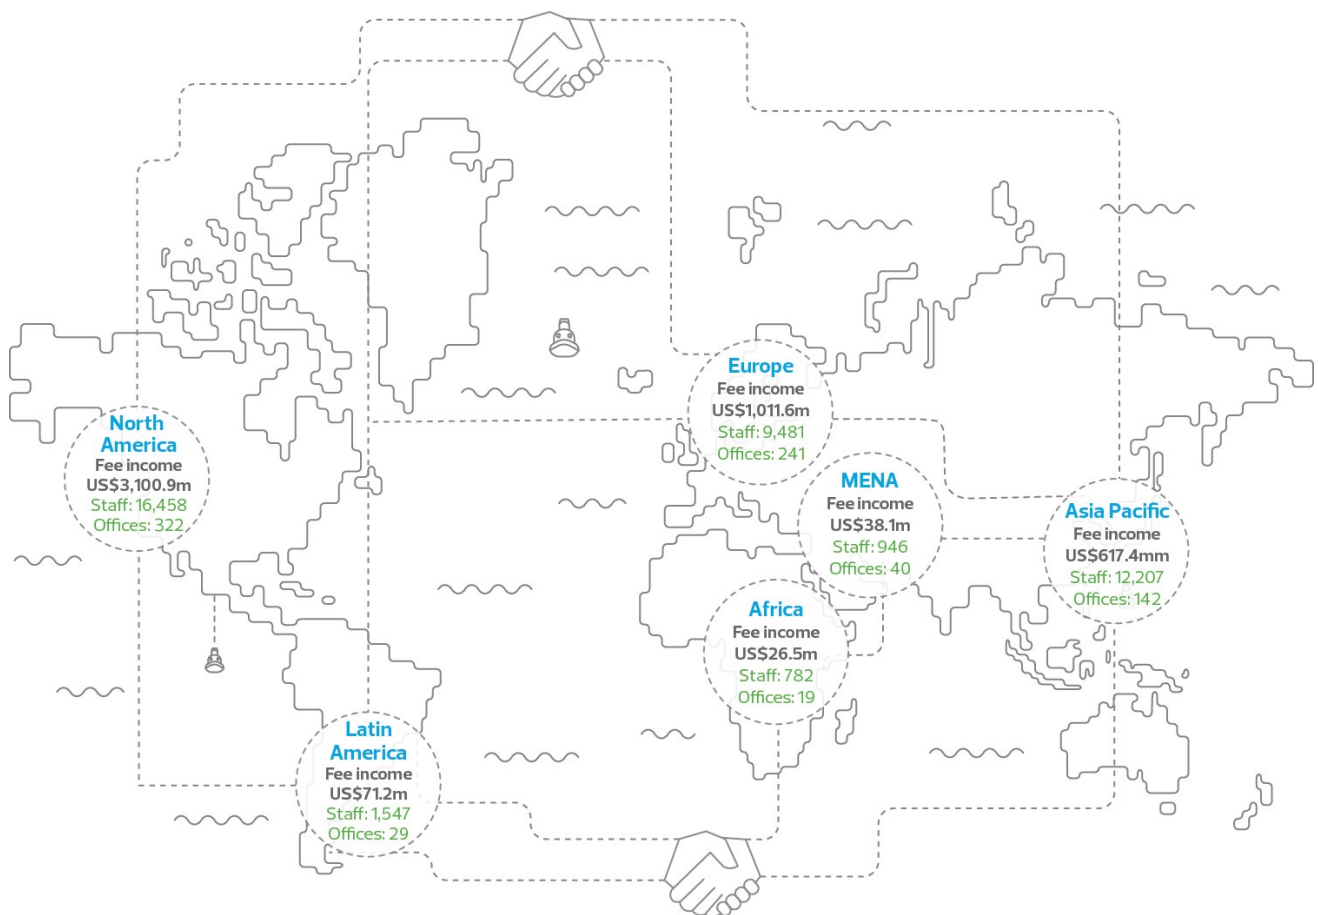 Europe
Fee income
US$1,011.6m
Staff: 9,481
Offices: 241
North
America
Fee income
US$3,100.9m
Staff: 16,458
Offices: 322
MENA
Fee income
US$38.1m
Staff: 946
Offices: 40
Asia Pacific
Fee income
US$617.4mm
Staff: 12,207
Offices: 142
Africa
Fee income
US$26.5m
Staff: 782
Offices: 19
Latin
America
Fee income
US$71.2m
Staff: 1,547
Offices: 29